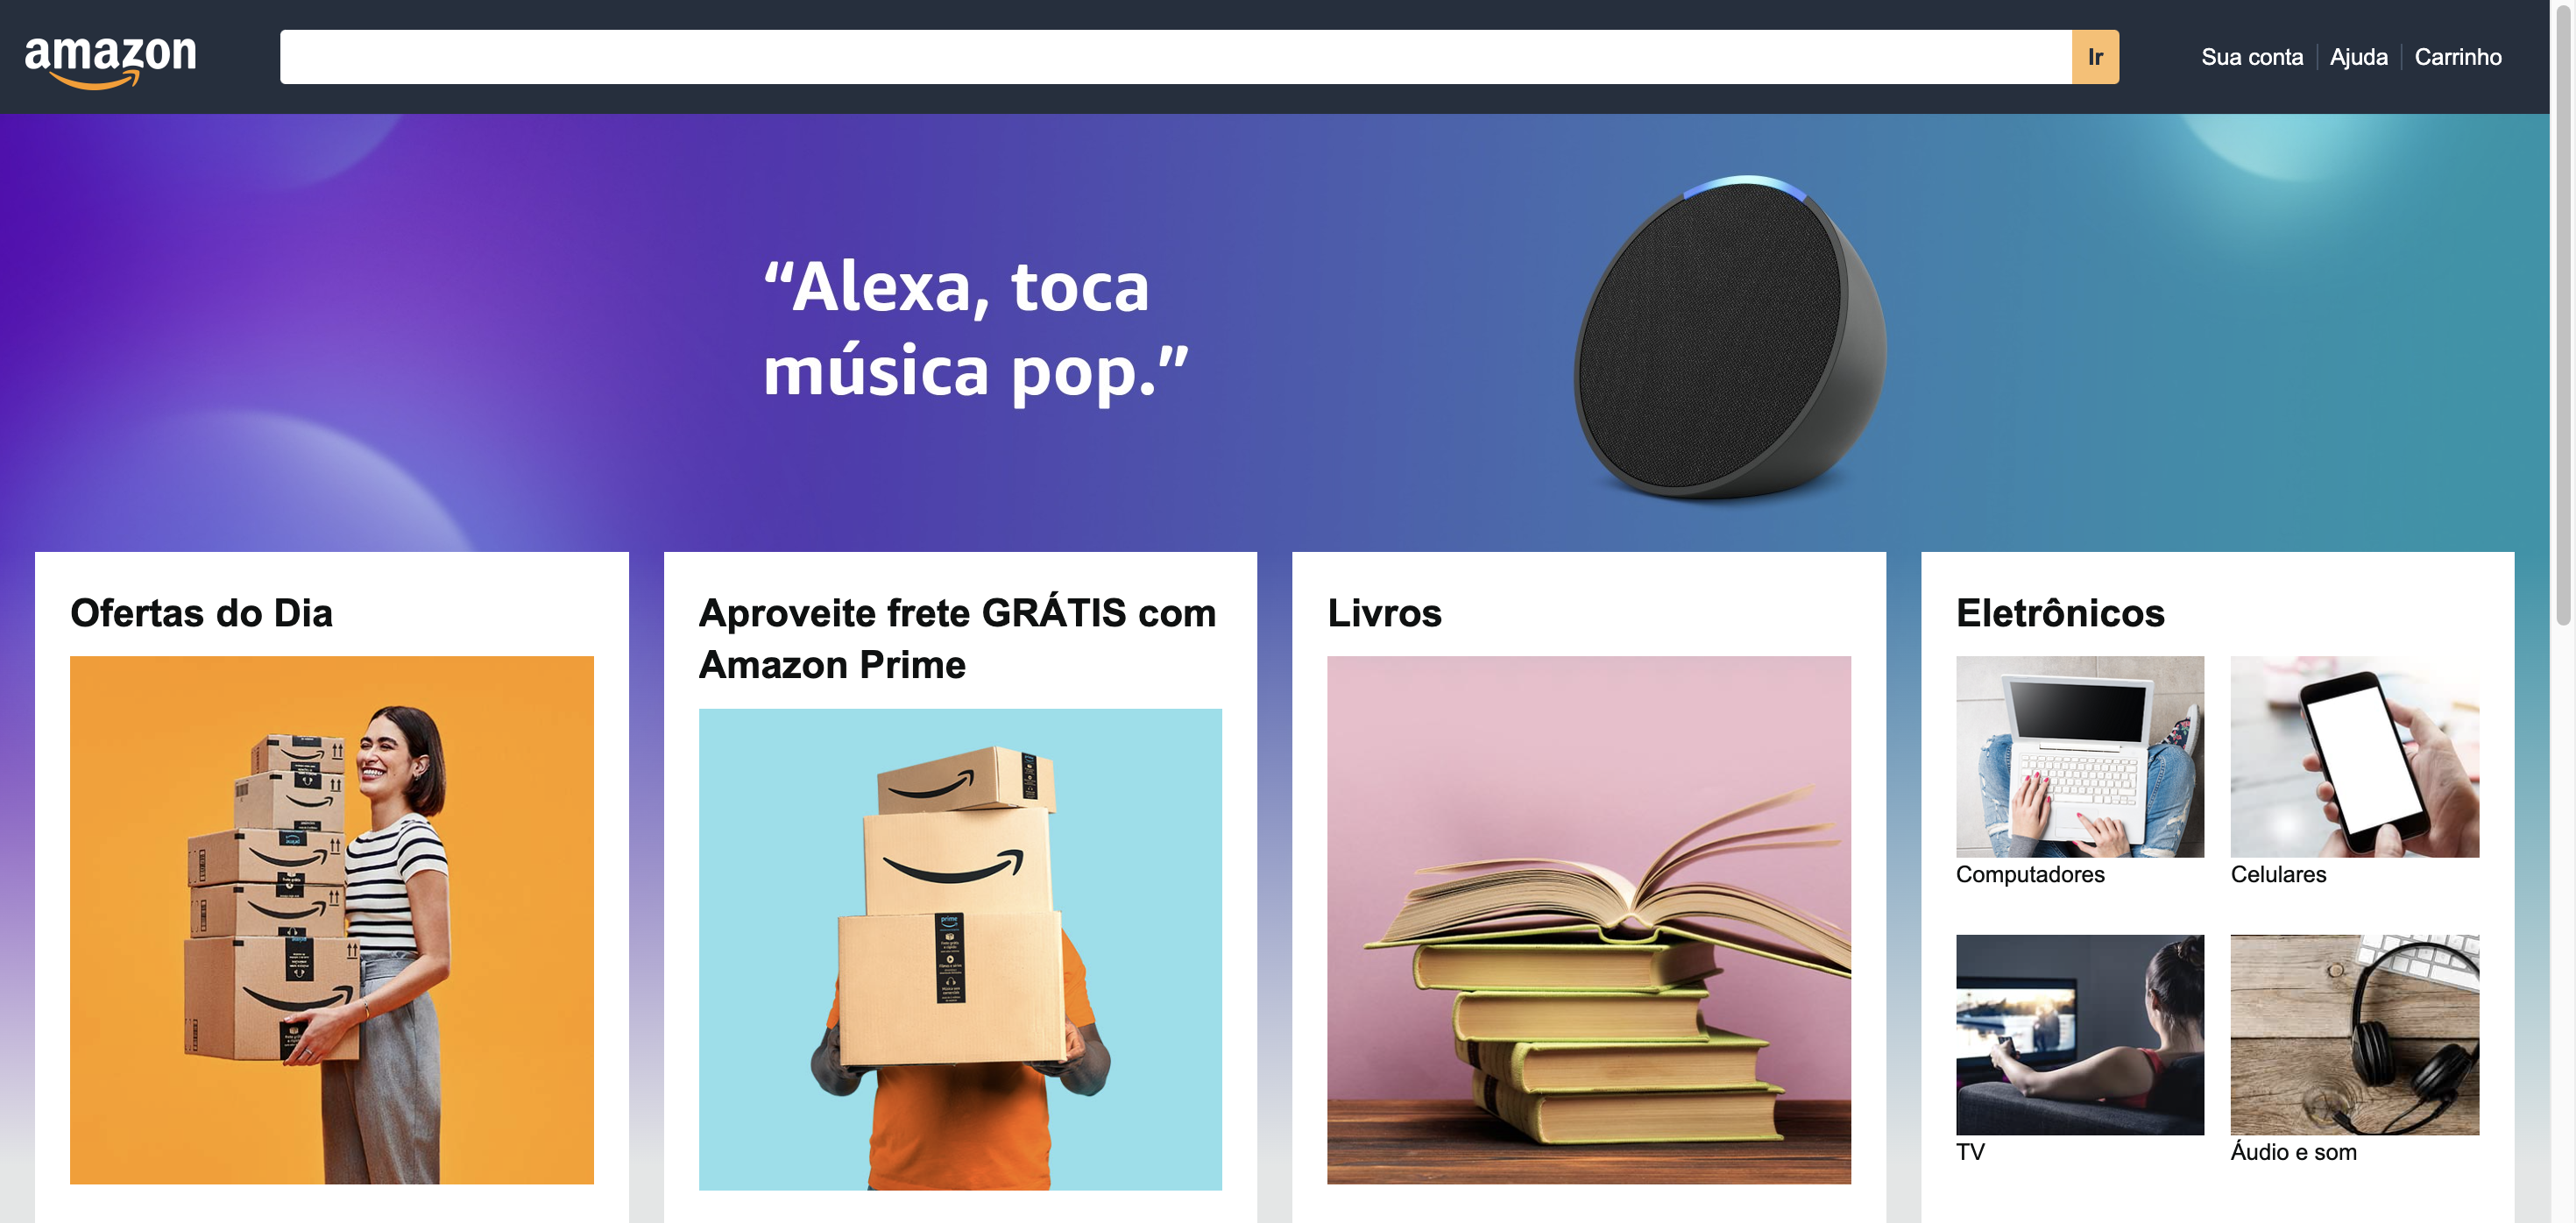 amazon
Ir
Sua conta
Ajuda
Carrinho
“Alexa, toca
música pop.”
Ofertas do Dia
Aproveite frete GRÁTIS com
Amazon Prime
prime
Livros
Eletrônicos
Computadores
Celulares
TV
Áudio e som